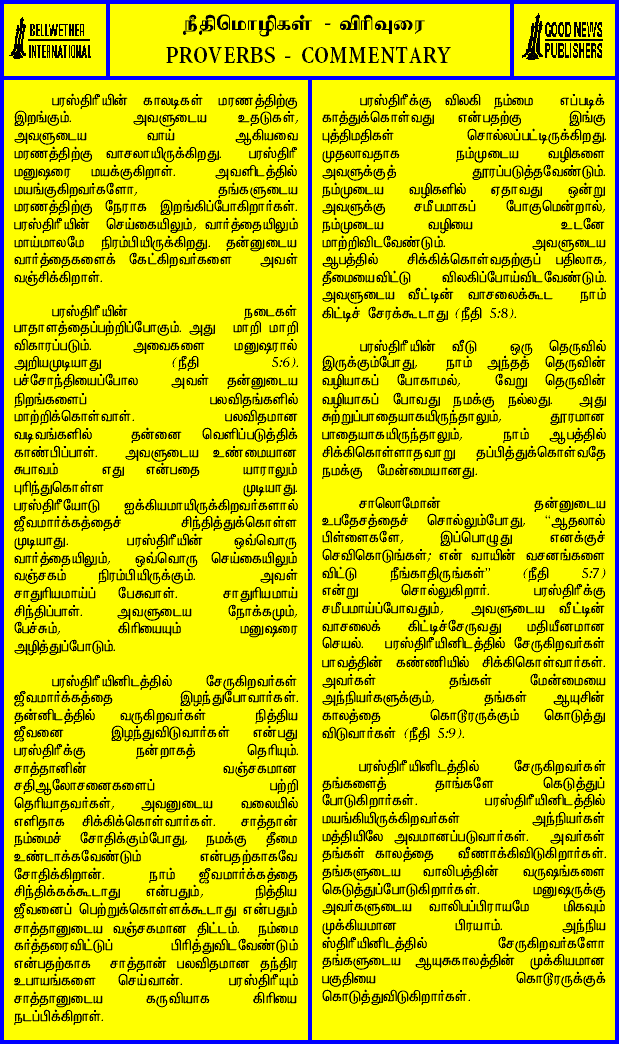 BELLWETHER
INTERNATIONAL
நீதிமொழிகள் - விரிவுரை
PROVERBS - COMMENTARY
GOOD NEWS
PUBLISHERS
பரஸ்திரீயின் காலடிகள் மரணத்திற்கு
இறங்கும். அவளுடைய உதடுகள்,
அவளுடைய வாய் ஆகியவை
மரணத்திற்கு வாசலாயிருக்கிறது. பரஸ்திரீ
மனுஷரை மயக்குகிறாள். அவளிடத்தில்
மயங்குகிறவர்களோ, தங்களுடைய
மரணத்திற்கு நேராக இறங்கிப்போகிறார்கள்.
பரஸ்திரீயின் செய்கையிலும், வார்த்தையிலும்
மாய்மாலமே நிரம்பியிருக்கிறது. தன்னுடைய
வார்த்தைகளைக் கேட்கிறவர்களை அவள்
வஞ்சிக்கிறாள்.
பரஸ்திரீயின் நடைகள்
பாதாளத்தைப்பற்றிப்போகும். அது மாறி மாறி
விகாரப்படும். அவைகளை மனுஷரால்
அறியமுடியாது (நீதி 5:6).
பச்சோந்தியைப்போல அவள் தன்னுடைய
நிறங்களைப் பலவிதங்களில்
மாற்றிக்கொள்வாள். பலவிதமான
வடிவங்களில் தன்னை வெளிப்படுத்திக்
காண்பிப்பாள். அவளுடைய உண்மையான
சுபாவம் எது என்பதை யாராலும்
புரிந்துகொள்ள முடியாது.
பரஸ்திரீயோடு ஐக்கியமாயிருக்கிறவர்களால்
ஜீவமார்க்கத்தைச் சிந்தித்துக்கொள்ள
முடியாது. பரஸ்திரீயின் ஒவ்வொரு
வார்த்தையிலும், ஒவ்வொரு செய்கையிலும்
வஞ்சகம் நிரம்பியிருக்கும். அவள்
சாதுரியமாய்ப் பேசுவாள். சாதுரியமாய்
சிந்திப்பாள். அவளுடைய நோக்கமும்,
பேச்சும், கிரியையும் மனுஷரை
அழித்துப்போடும்.
பரஸ்திரீயினிடத்தில் சேருகிறவர்கள்
ஜீவமார்க்கத்தை இழந்துபோவார்கள்.
தன்னிடத்தில் வருகிறவர்கள் நித்திய
ஜீவனை இழந்துவிடுவார்கள் என்பது
பரஸ்திரீக்கு நன்றாகத் தெரியும்.
சாத்தானின் வஞ்சகமான
சதிஆலோசனைகளைப் பற்றி
தெரியாதவர்கள், அவனுடைய வலையில்
எளிதாக சிக்கிக்கொள்வார்கள். சாத்தான்
நம்மைச் சோதிக்கும்போது, நமக்கு தீமை
உண்டாக்கவேண்டும் என்பதற்காகவே
சோதிக்கிறான். நாம் ஜீவமார்க்கத்தை
சிந்திக்கக்கூடாது என்பதும், நித்திய
ஜீவனைப் பெற்றுக்கொள்ளக்கூடாது என்பதும்
சாத்தானுடைய வஞ்சகமான திட்டம். நம்மை
கர்த்தரைவிட்டுப் பிரித்துவிடவேண்டும்
என்பதற்காக சாத்தான் பலவிதமான தந்திர
உபாயங்களை செய்வான். பரஸ்திரீயும்
சாத்தானுடைய கருவியாக கிரியை
நடப்பிக்கிறாள்.
பரஸ்திரீக்கு விலகி நம்மை எப்படிக்
காத்துக்கொள்வது என்பதற்கு இங்கு
புத்திமதிகள் சொல்லப்பட்டிருக்கிறது.
முதலாவதாக நம்முடைய வழிகளை
அவளுக்குத் தூரப்படுத்தவேண்டும்.
நம்முடைய வழிகளில் ஏதாவது ஒன்று
அவளுக்கு சமீபமாகப் போகுமென்றால்,
நம்முடைய வழியை உடனே
மாற்றிவிடவேண்டும். அவளுடைய
ஆபத்தில் சிக்கிக்கொள்வதற்குப் பதிலாக,
தீமையைவிட்டு விலகிப்போய்விடவேண்டும்.
அவளுடைய வீட்டின் வாசலைக்கூட நாம்
கிட்டிச் சேரக்கூடாது (நீதி 5:8).
பரஸ்திரீயின் வீடு ஒரு தெருவில்
இருக்கும்போது, நாம் அந்தத் தெருவின்
வழியாகப் போகாமல், வேறு தெருவின்
வழியாகப் போவது நமக்கு நல்லது. அது
சுற்றுப்பாதையாகயிருந்தாலும், தூரமான
பாதையாகயிருந்தாலும், நாம் ஆபத்தில்
சிக்கிகொள்ளாதவாறு தப்பித்துக்கொள்வதே
நமக்கு மேன்மையானது.
சாலொமோன் தன்னுடைய
உபதேசத்தைச் சொல்லும்போது, “ஆதலால்
பிள்ளைகளே, இப்பொழுது எனக்குச்
செவிகொடுங்கள்; என் வாயின் வசனங்களை
விட்டு நீங்காதிருங்கள்” (நீதி 5:7)
என்று சொல்லுகிறார். பரஸ்திரீக்கு
சமீபமாய்ப்போவதும், அவளுடைய வீட்டின்
வாசலைக் கிட்டிச்சேருவது மதியீனமான
செயல். பரஸ்திரீயினிடத்தில் சேருகிறவர்கள்
பாவத்தின் கண்ணியில் சிக்கிகொள்வார்கள்.
அவர்கள் தங்கள் மேன்மையை
அந்நியர்களுக்கும், தங்கள் ஆயுசின்
காலத்தை கொடூரருக்கும் கொடுத்து
விடுவார்கள் (நீதி 5:9).
பரஸ்திரீயினிடத்தில் சேருகிறவர்கள்
தங்களைத் தாங்களே கெடுத்துப்
போடுகிறார்கள். பரஸ்திரீயினிடத்தில்
மயங்கியிருக்கிறவர்கள் அந்நியர்கள்
மத்தியிலே அவமானப்படுவார்கள். அவர்கள்
தங்கள் காலத்தை வீணாக்கிவிடுகிறார்கள்.
தங்களுடைய வாலிபத்தின் வருஷங்களை
கெடுத்துப்போடுகிறார்கள். மனுஷருக்கு
அவர்களுடைய வாலிபப்பிராயமே மிகவும்
முக்கியமான பிரயாம். அந்நிய
ஸ்திரீயினிடத்தில் சேருகிறவர்களோ
தங்களுடைய ஆயுசுகாலத்தின் முக்கியமான
பகுதியை கொடூரருக்குக்
கொடுத்துவிடுகிறார்கள்.